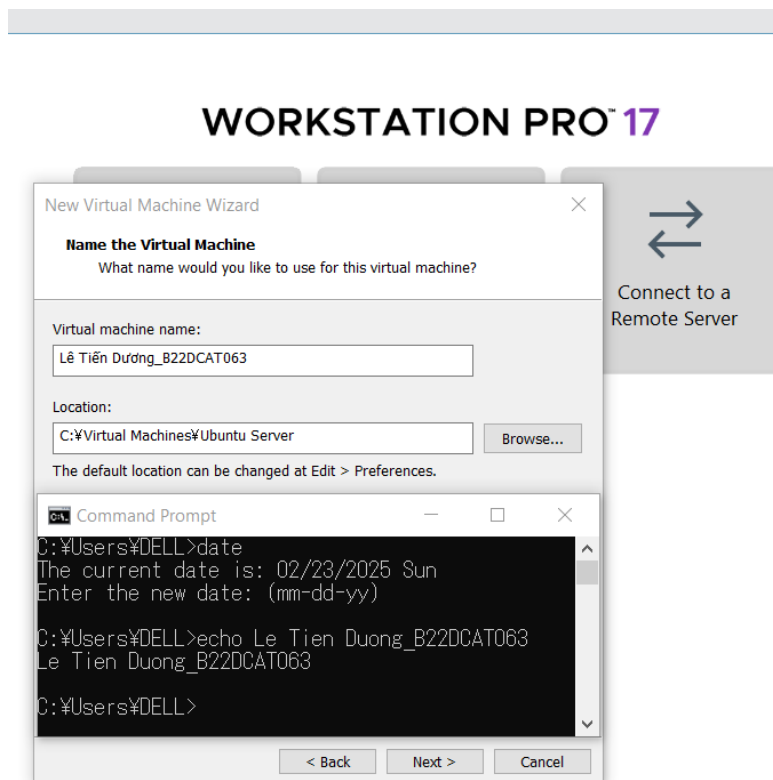 WORKSTATION PRO™ 17
New Virtual Machine Wizard
Name the Virtual Machine
What name would you like to use for this virtual machine?
Connect to a
Remote Server
Virtual machine name:
Lê Tiến Dương_B22DCAT063
Location:
C:¥Virtual Machines¥Ubuntu Server
Browse...
The default location can be changed at Edit > Preferences.
Command Prompt
C:¥Users¥DELL>date
The current date is: 02/23/2025 Sun
Enter the new date: (mm-dd-yy)
C:¥Users¥DELL>echo Le Tien Duong_B22DCAT063
Le Tien Duong_B22DCAT063
C:¥Users¥DELL>
< Back
Next >
Cancel